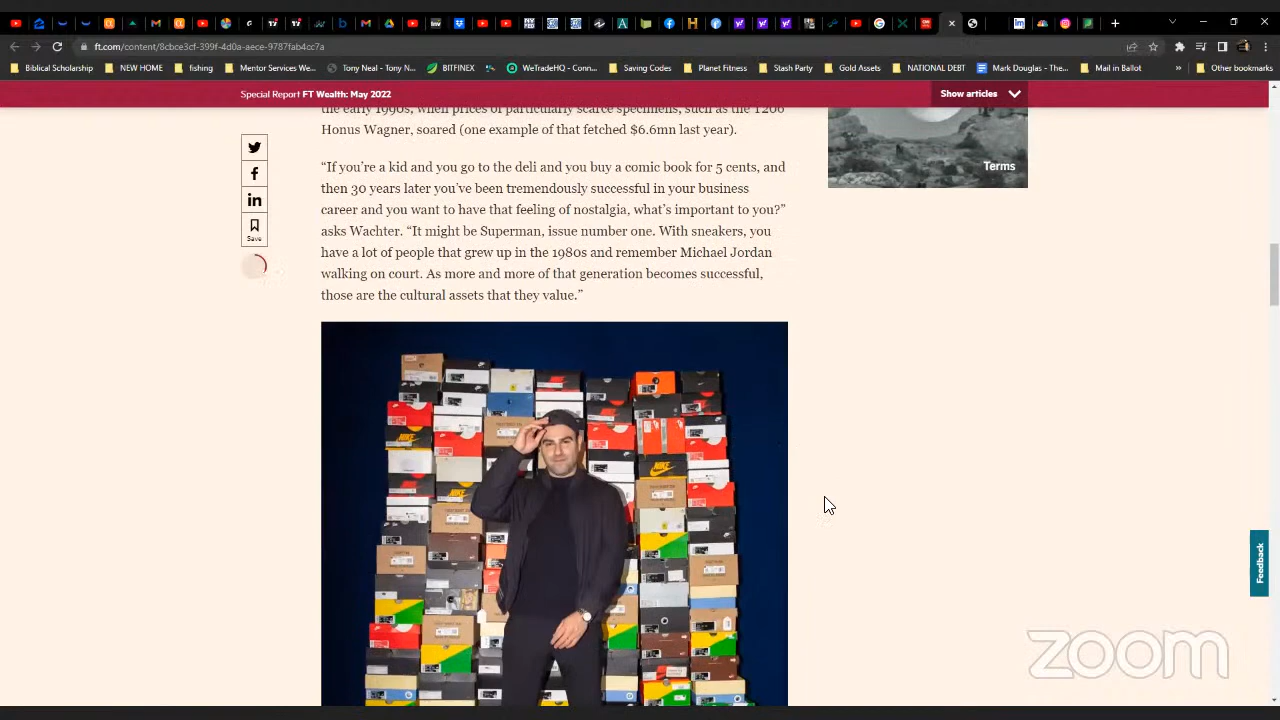 ft.com/content/8cbce3cf-399f-4d0a-aece-9787fab4cc7a
Biblical Scholarship
NEW HOME
fishing
Mentor Services We...
Tony Neal - Tony N...
BITFINEX
WeTradeHQ - Conn...
Saving Codes
Planet Fitness
Stash Party
Gold Assets
NATIONAL DEBT
Mark Douglas - The...
Mail in Ballot
»
Other bookmarks
Special Report FT Wealth: May 2022
Show articles
the early 1990s, when prices of particularly scarce specimens, such as the T206
Honus Wagner, soared (one example of that fetched $6.6mn last year).
Terms
“If you’re a kid and you go to the deli and you buy a comic book for 5 cents, and
then 30 years later you’ve been tremendously successful in your business
career and you want to have that feeling of nostalgia, what’s important to you?”
asks Wachter. “It might be Superman, issue number one. With sneakers, you
have a lot of people that grew up in the 1980s and remember Michael Jordan
walking on court. As more and more of that generation becomes successful,
those are the cultural assets that they value.”
Save
Feedback
zoom